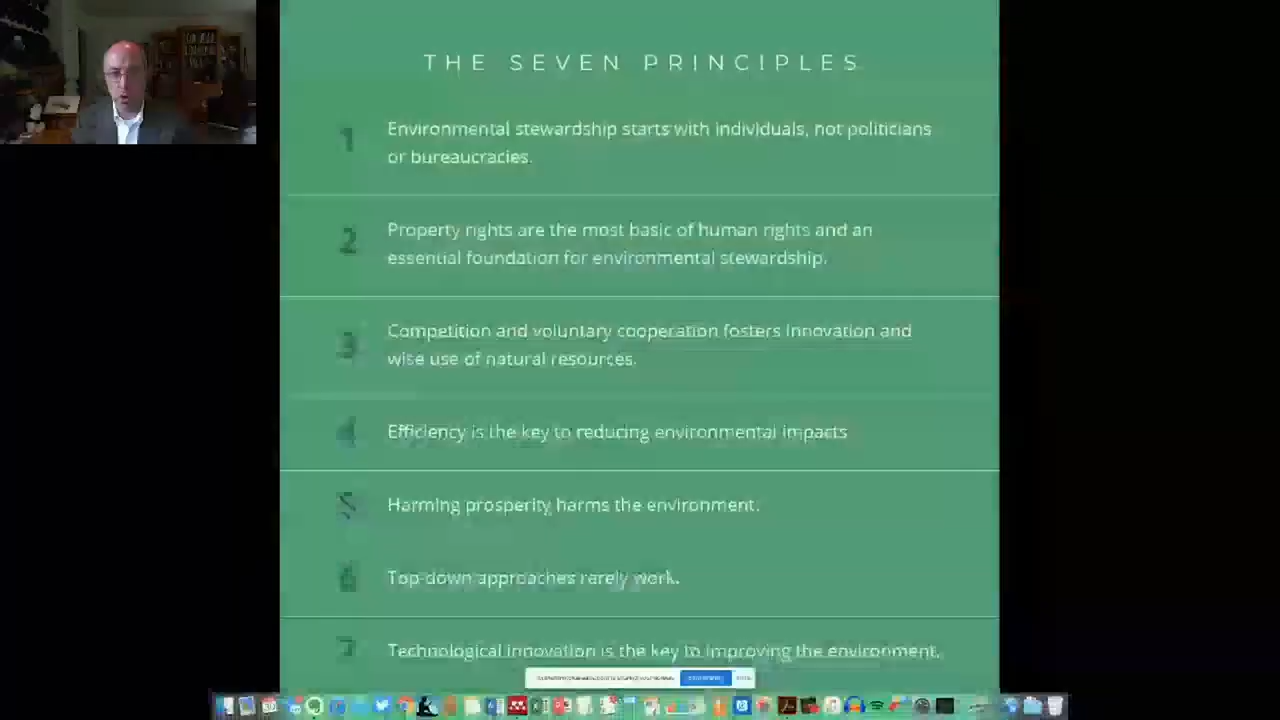 THE SEVEN PRINCIPLES
1
Environmental stewardship starts with individuals, not politicians
or bureaucracies.
2
Property rights are the most basic of human rights and an
essential foundation for environmental stewardship.
3
Competition and voluntary cooperation fosters innovation and
wise use of natural resources.
4
Efficiency is the key to reducing environmental impacts
5
Harming prosperity harms the environment.
6
Top-down approaches rarely work.
7
Technological innovation is the key to improving the environment.